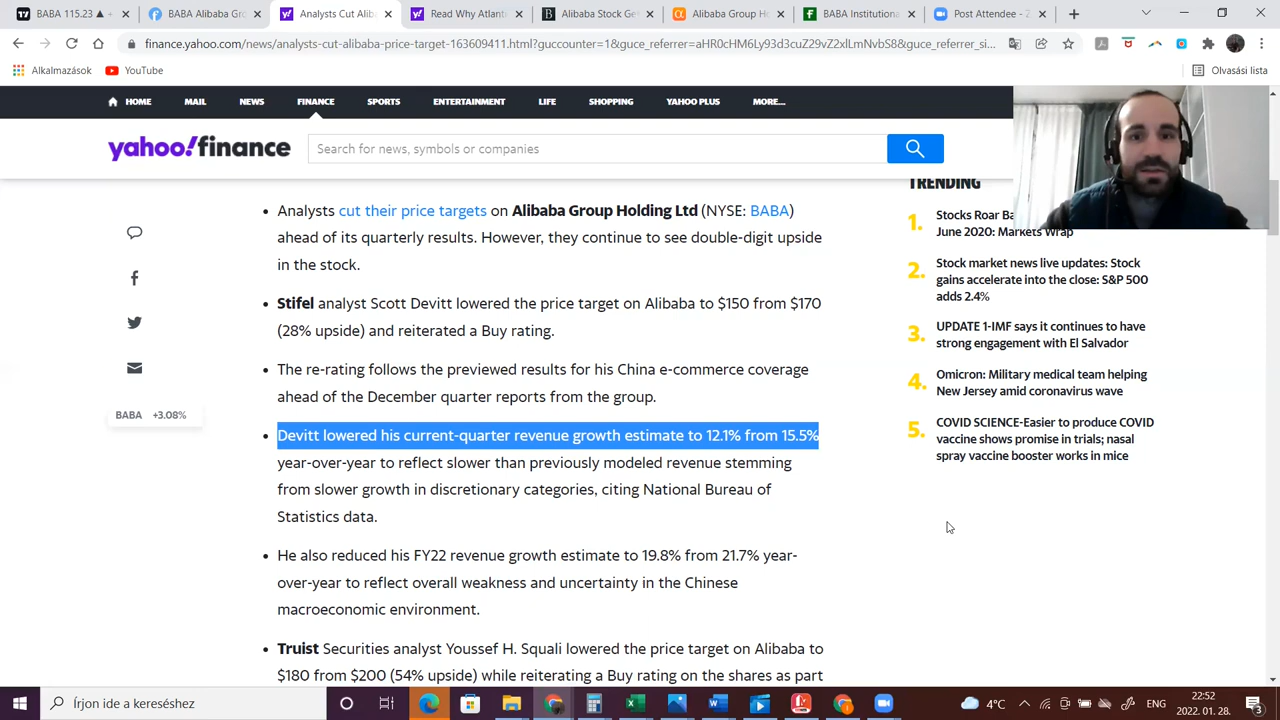 BABA 115.23 ▲ +
BABA Alibaba Gr
Analysts Cut Alib
Read Why Atlant
Alibaba Stock Ge
Alibaba Group H
BABA Institutiona
Post Attendee - Z
finance.yahoo.com/news/analysts-cut-alibaba-price-target-163606411.html?guccounter=1&guce_referrer=aHR0cHM6Ly93d3cuZ29vZ2xlLmNvbS8&guce_referrer_si...
Alkalmazások
YouTube
Olvasási lista
HOME MAIL NEWS FINANCE SPORTS ENTERTAINMENT LIFE SHOPPING YAHOO PLUS MORE...
yahoo!finance
Search for news, symbols or companies
Analysts cut their price targets on Alibaba Group Holding Ltd (NYSE: BABA)
ahead of its quarterly results. However, they continue to see double-digit upside
in the stock.
Stifel analyst Scott Devitt lowered the price target on Alibaba to $150 from $170
(28% upside) and reiterated a Buy rating.
The re-rating follows the previewed results for his China e-commerce coverage
ahead of the December quarter reports from the group.
Devitt lowered his current-quarter revenue growth estimate to 12.1% from 15.5%
year-over-year to reflect slower than previously modeled revenue stemming
from slower growth in discretionary categories, citing National Bureau of
Statistics data.
He also reduced his FY22 revenue growth estimate to 19.8% from 21.7% year-
over-year to reflect overall weakness and uncertainty in the Chinese
macroeconomic environment.
Truist Securities analyst Youssef H. Squali lowered the price target on Alibaba to
$180 from $200 (54% upside) while reiterating a Buy rating on the shares as part
BABA +3.08%
TRENDING
1. Stocks Roar Ba
June 2020: Markets Wrap
2. Stock market news live updates: Stock
gains accelerate into the close: S&P 500
adds 2.4%
3. UPDATE 1-IMF says it continues to have
strong engagement with El Salvador
4. Omicron: Military medical team helping
New Jersey amid coronavirus wave
5. COVID SCIENCE-Easier to produce COVID
vaccine shows promise in trials; nasal
spray vaccine booster works in mice
Írjon ide a kereséshez
4°C
22:52
2022. 01. 28.
3